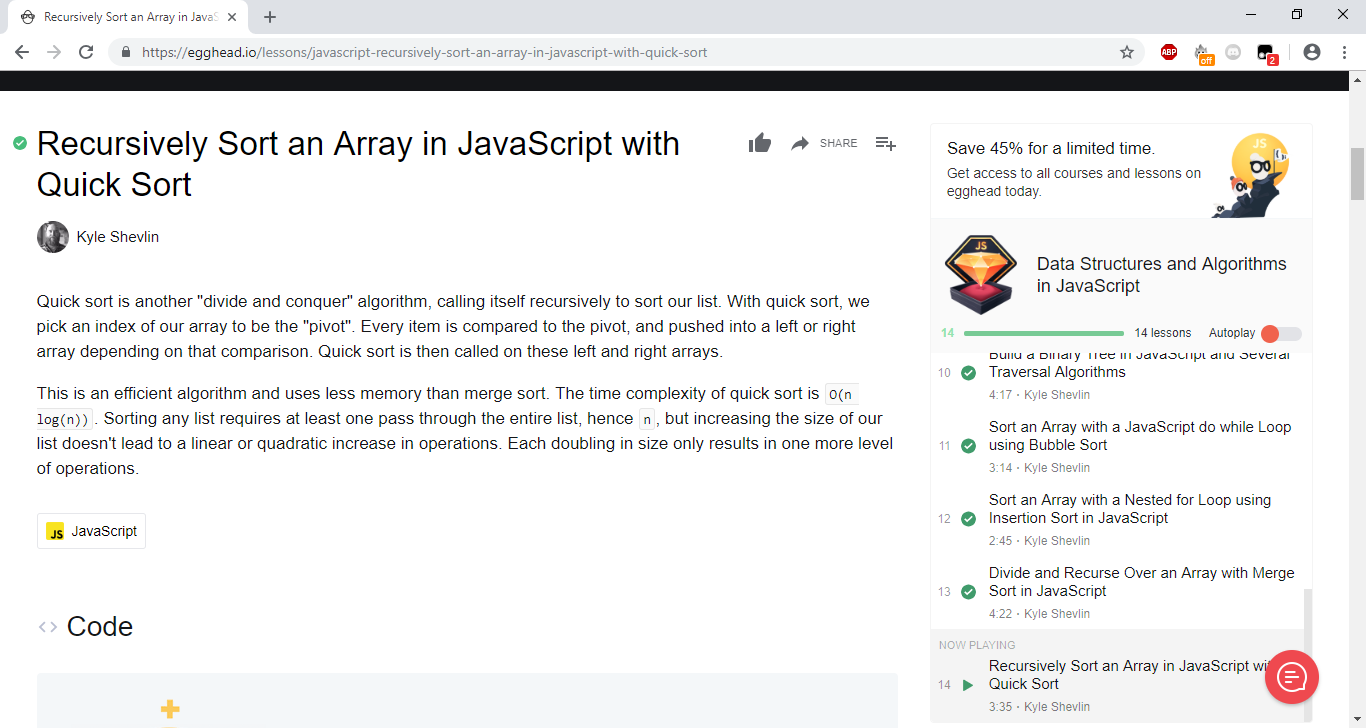 Recursively Sort an Array in JavaS
https://egghead.io/lessons/javascript-recursively-sort-an-array-in-javascript-with-quick-sort
ABP
off
2
Recursively Sort an Array in JavaScript with
Quick Sort
SHARE
Kyle Shevlin
Quick sort is another "divide and conquer" algorithm, calling itself recursively to sort our list. With quick sort, we
pick an index of our array to be the "pivot". Every item is compared to the pivot, and pushed into a left or right
array depending on that comparison. Quick sort is then called on these left and right arrays.
This is an efficient algorithm and uses less memory than merge sort. The time complexity of quick sort is O(n
log(n)). Sorting any list requires at least one pass through the entire list, hence n, but increasing the size of our
list doesn't lead to a linear or quadratic increase in operations. Each doubling in size only results in one more level
of operations.
JS JavaScript
<> Code
Save 45% for a limited time.
Get access to all courses and lessons on
egghead today.
JS
JS
Data Structures and Algorithms
in JavaScript
14 14 lessons Autoplay
Build a Binary Tree in JavaScript and Several
10 Traversal Algorithms
4:17 · Kyle Shevlin
Sort an Array with a JavaScript do while Loop
11 using Bubble Sort
3:14 · Kyle Shevlin
Sort an Array with a Nested for Loop using
12 Insertion Sort in JavaScript
2:45 · Kyle Shevlin
Divide and Recurse Over an Array with Merge
13 Sort in JavaScript
4:22 · Kyle Shevlin
NOW PLAYING
Recursively Sort an Array in JavaScript wi
14 Quick Sort
3:35 · Kyle Shevlin